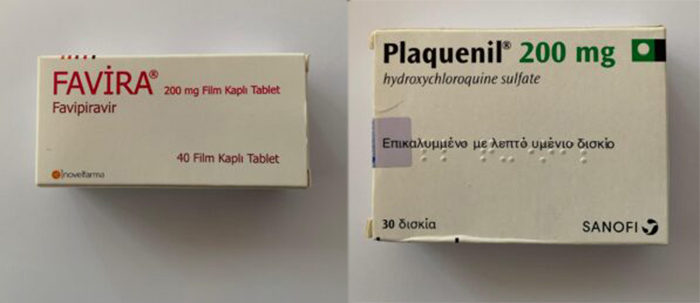 FAVİRA® 200 mg Film Kaplı Tablet
Favipiravir
40 Film Kaplı Tablet
novelfarma
Plaquenil® 200 mg
hydroxychloroquine sulfate
Επικαλυμμένο με λεπτό υμένιο δισκίο
30 δισκία
SANOFI